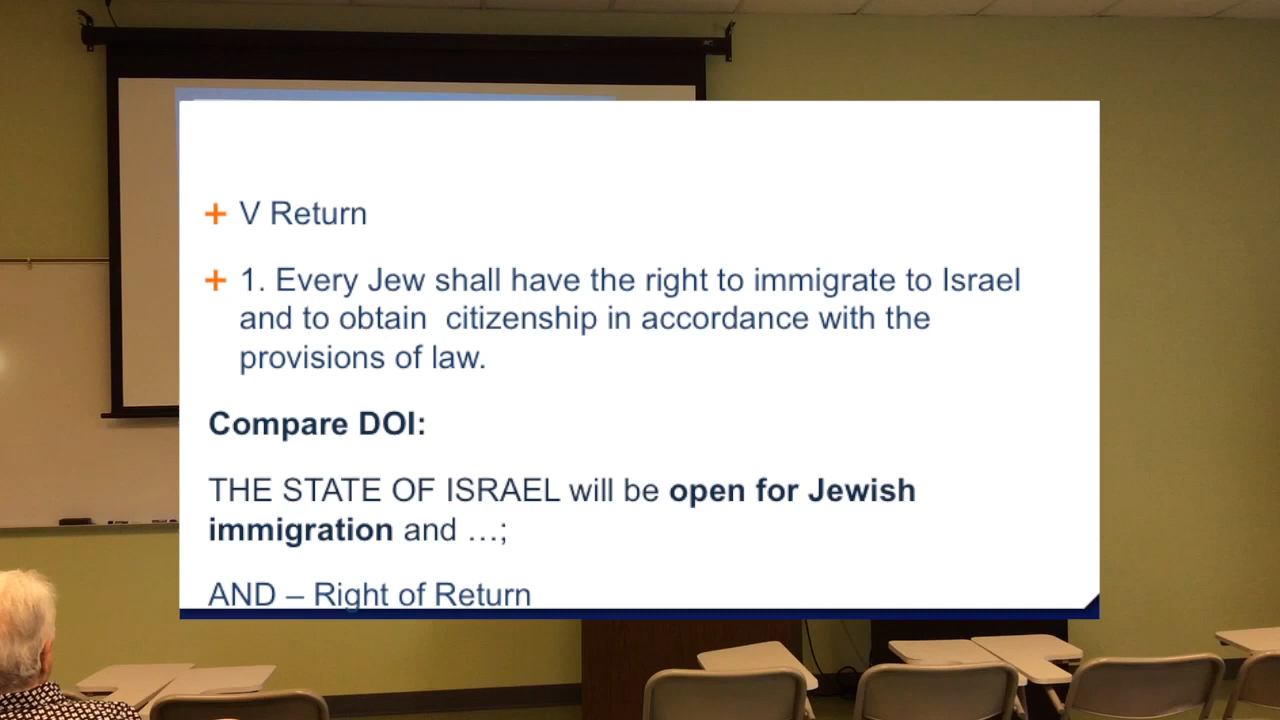 + V Return
+ 1. Every Jew shall have the right to immigrate to Israel
and to obtain citizenship in accordance with the
provisions of law.
Compare DOI:
THE STATE OF ISRAEL will be open for Jewish
immigration and …;
AND – Right of Return